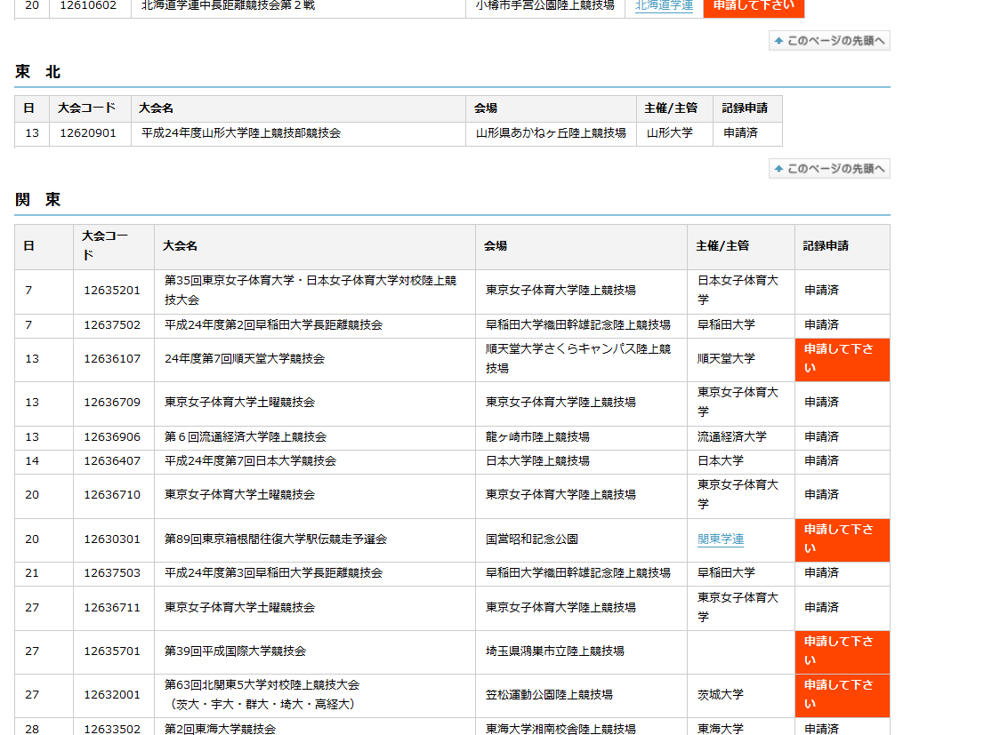 20 12610602 北海道学連中長距離競技会第２戦 小樽市手宮公園陸上競技場 北海道学連 申請して下さい
このページの先頭へ
東 北
日 大会コード 大会名 会場 主催/主管 記録申請
13 12620901 平成24年度山形大学陸上競技部競技会 山形県あかねヶ丘陸上競技場 山形大学 申請済
このページの先頭へ
関 東
日 大会コー
ド 大会名 会場 主催/主管 記録申請
7 12635201 第35回東京女子体育大学・日本女子体育大学対校陸上競
技大会 東京女子体育大学陸上競技場 日本女子体育大
学 申請済
7 12637502 平成24年度第2回早稲田大学長距離競技会 早稲田大学織田幹雄記念陸上競技場 早稲田大学 申請済
13 12636107 24年度第7回順天堂大学競技会 順天堂大学さくらキャンパス陸上競
技場 順天堂大学 申請して下さ
い
13 12636709 東京女子体育大学土曜競技会 東京女子体育大学陸上競技場 東京女子体育大
学 申請済
13 12636906 第６回流通経済大学陸上競技会 龍ヶ崎市陸上競技場 流通経済大学 申請済
14 12636407 平成24年度第7回日本大学競技会 日本大学陸上競技場 日本大学 申請済
20 12636710 東京女子体育大学土曜競技会 東京女子体育大学陸上競技場 東京女子体育大
学 申請済
20 12630301 第89回東京箱根間往復大学駅伝競走予選会 国営昭和記念公園 関東学連 申請して下さ
い
21 12637503 平成24年度第3回早稲田大学長距離競技会 早稲田大学織田幹雄記念陸上競技場 早稲田大学 申請済
27 12636711 東京女子体育大学土曜競技会 東京女子体育大学陸上競技場 東京女子体育大
学 申請済
27 12635701 第39回平成国際大学競技会 埼玉県鴻巣市立陸上競技場 申請して下さ
い
27 12632001 第63回北関東5大学対校陸上競技大会
（茨大・宇大・群大・埼大・高経大） 笠松運動公園陸上競技場 茨城大学 申請して下さ
い
28 12633502 第2回東海大学競技会 東海大学湘南校舎陸上競技場 東海大学 申請済